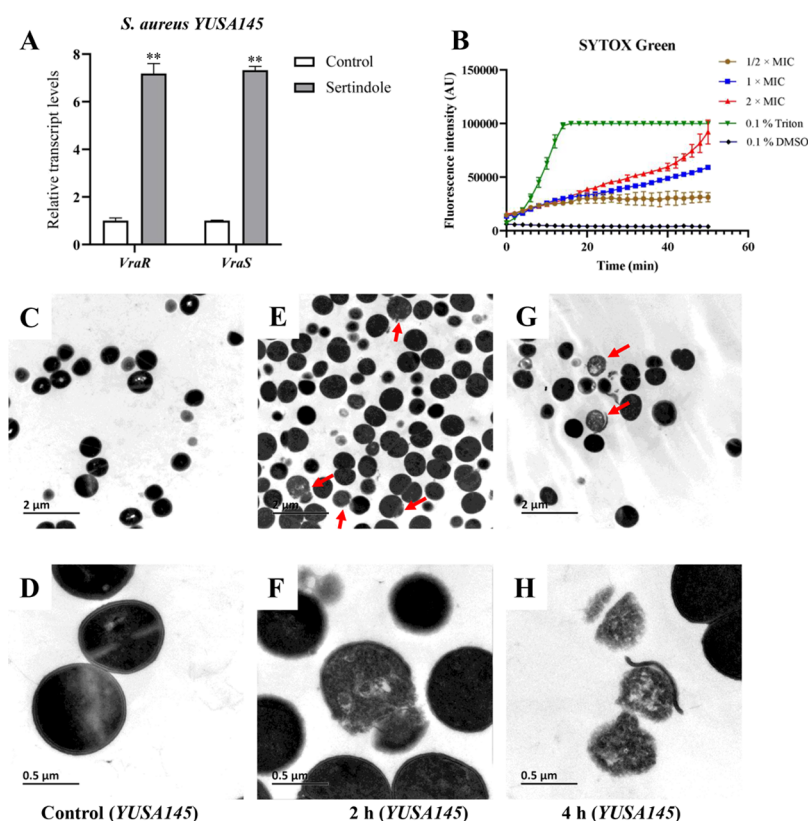 A
S. aureus YUSA145
Relative transcript levels
8
6
4
2
0
**
**
VraR
VraS
Control
Sertindole
B
SYTOX Green
Fluorescence intensity (AU)
150000
100000
50000
0
0
20
40
60
Time (min)
1/2 × MIC
1 × MIC
2 × MIC
0.1 % Triton
0.1 % DMSO
C
2 μm
E
2 μm
G
2 μm
D
0.5 μm
F
0.5 μm
H
0.5 μm
Control (YUSA145)
2 h (YUSA145)
4 h (YUSA145)